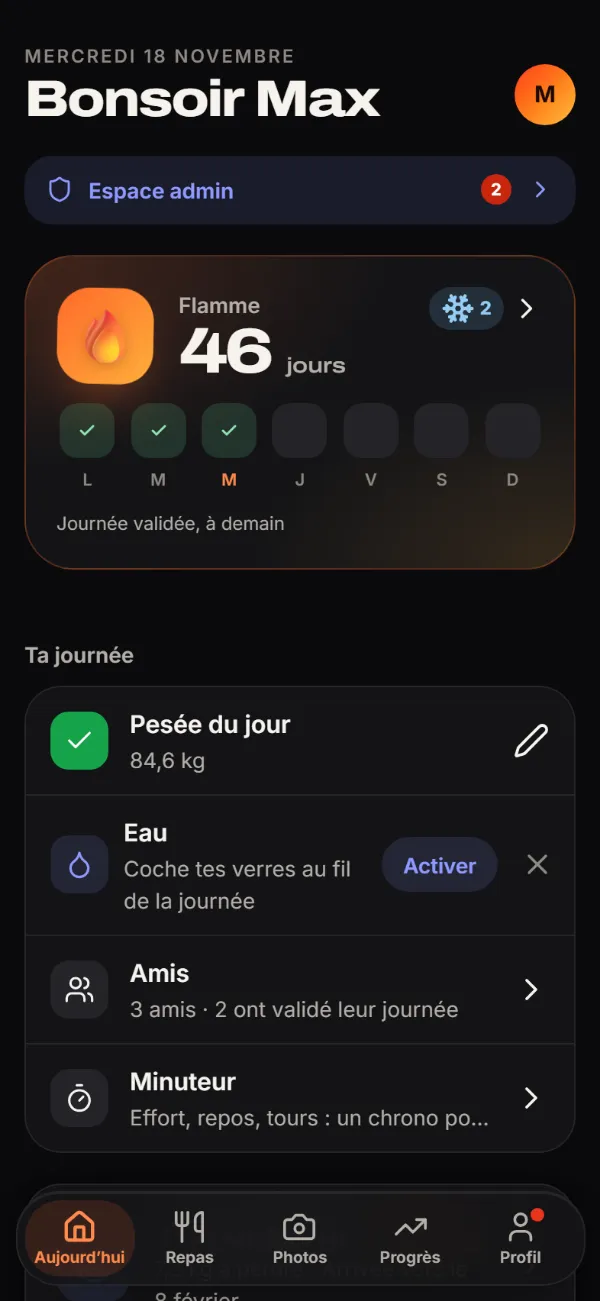 MERCREDI 18 NOVEMBRE
Bonsoir Max
M
Espace admin
2
Flamme
2
46 jours
L M M J V S D
Journée validée, à demain
Ta journée
Pesée du jour
84,6 kg
Eau
Coche tes verres au fil
de la journée
Activer
Amis
3 amis · 2 ont validé leur journée
Minuteur
Effort, repos, tours : un chrono po...
Aujourd'hui Repas Photos Progrès Profil
8 février